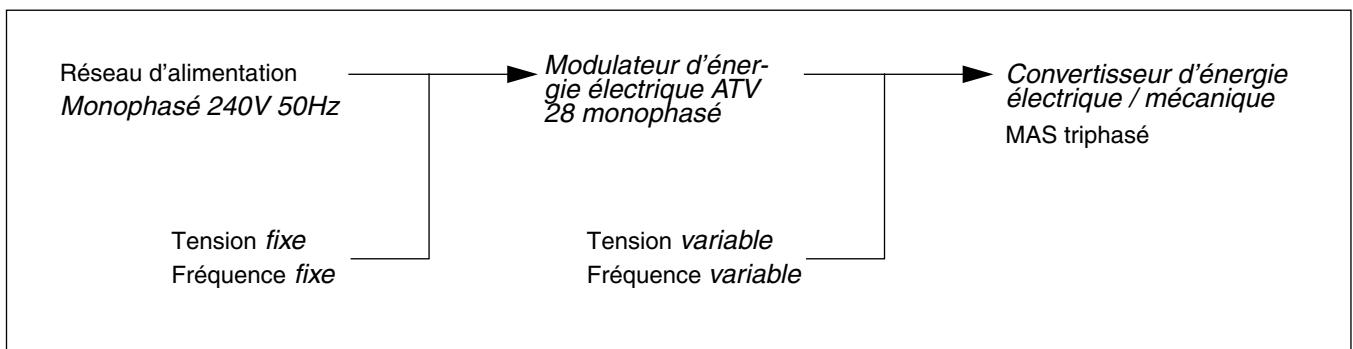 Réseau d'alimentation
Monophasé 240V 50Hz
Modulateur d'éner-
gie électrique ATV
28 monophasé
Convertisseur d'énergie
électrique / mécanique
MAS triphasé
Tension fixe
Fréquence fixe
Tension variable
Fréquence variable